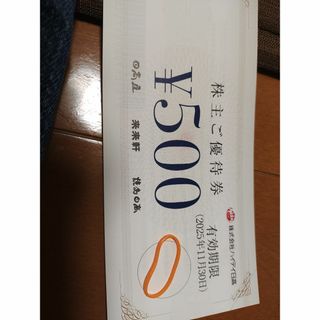 株主ご優待券
¥500
日高屋 来来軒 焼鳥日高
株式会社ハイデイ日高
有効期限
(2025年11月30日)